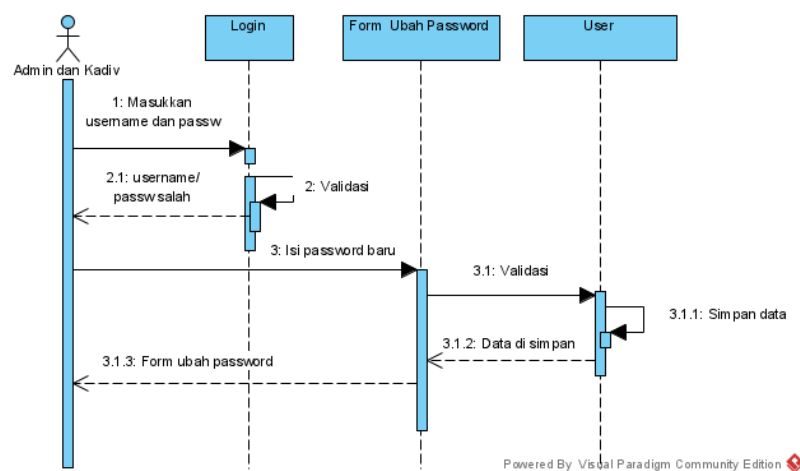 Login
Form Ubah Password
User
Admin dan Kadiv
1: Masukkan
username dan passw
2.1: username/
passw salah
2: Validasi
3: Isi password baru
3.1: Validasi
3.1.1: Simpan data
3.1.2: Data di simpan
3.1.3: Form ubah password
Powered By Visual Paradigm Community Edition